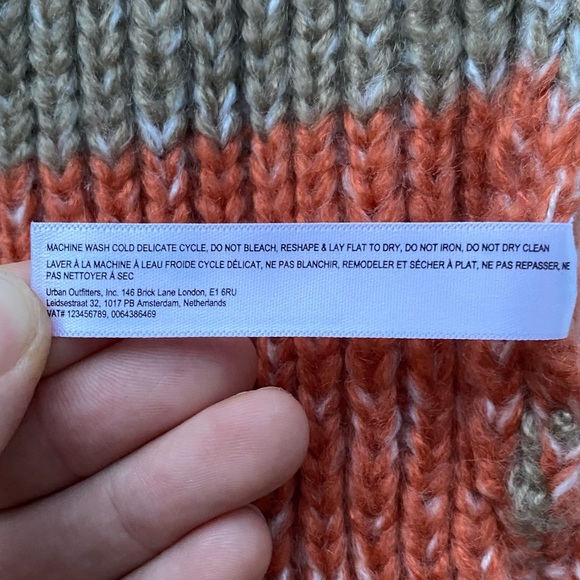 MACHINE WASH COLD DELICATE CYCLE, DO NOT BLEACH, RESHAPE & LAY FLAT TO DRY, DO NOT IRON, DO NOT DRY CLEAN
LAVER À LA MACHINE À LEAU FROIDE CYCLE DÉLICAT, NE PAS BLANCHIR, REMODELER ET SÉCHER À PLAT, NE PAS REPASSER, NE
PAS NETTOYER À SEC
Urban Outfitters, Inc. 146 Brick Lane London, E1 6RU
Leidsestraat 32, 1017 PB Amsterdam, Netherlands
VAT# 123456789, 0064386469